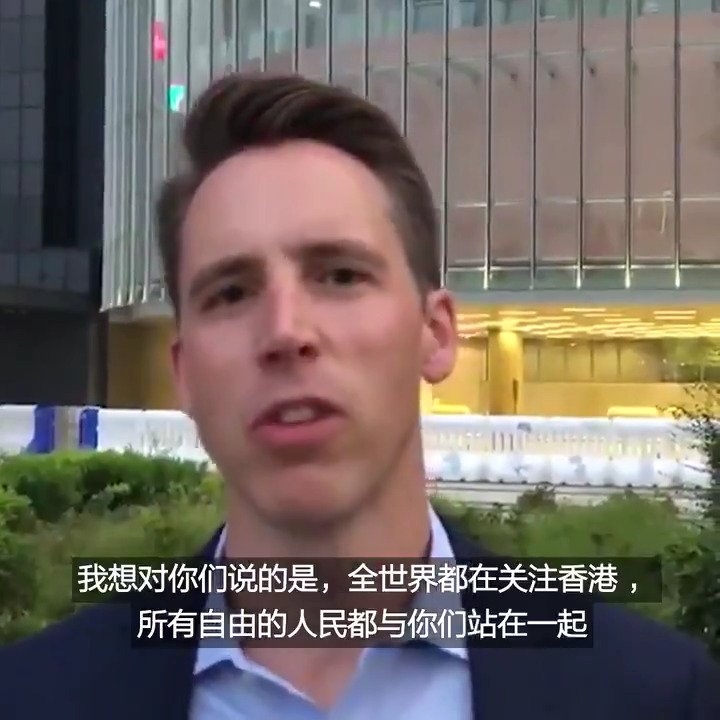 我想对你们说的是，全世界都在关注香港，
所有自由的人民都与你们站在一起